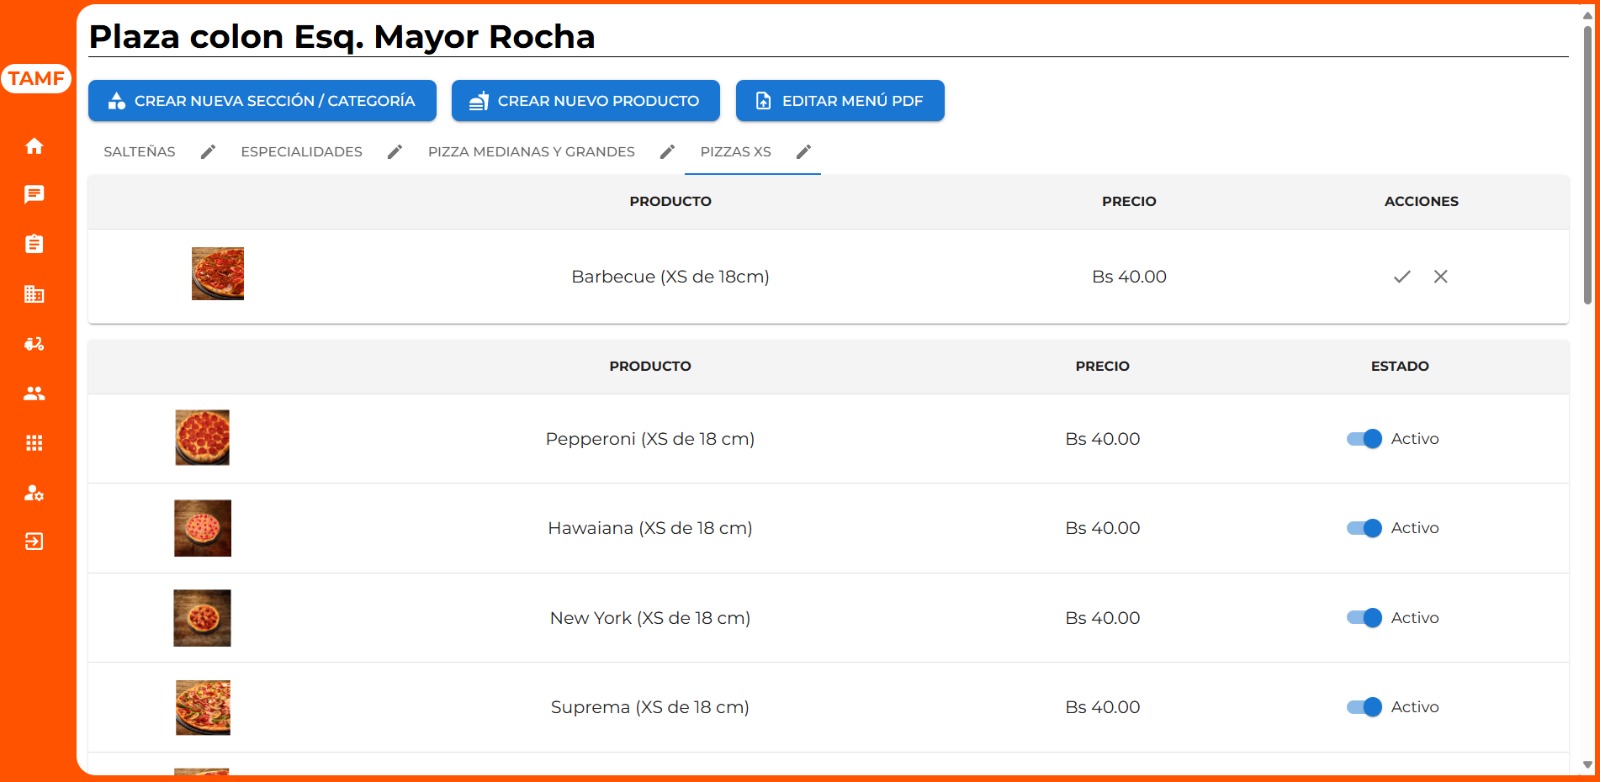 Plaza colon Esq. Mayor Rocha
TAMF
CREAR NUEVA SECCIÓN / CATEGORÍA
CREAR NUEVO PRODUCTO
EDITAR MENÚ PDF
SALTEÑAS
ESPECIALIDADES
PIZZA MEDIANAS Y GRANDES
PIZZAS XS
PRODUCTO PRECIO ACCIONES
Barbecue (XS de 18cm) Bs 40.00
PRODUCTO PRECIO ESTADO
Pepperoni (XS de 18 cm) Bs 40.00 Activo
Hawaiana (XS de 18 cm) Bs 40.00 Activo
New York (XS de 18 cm) Bs 40.00 Activo
Suprema (XS de 18 cm) Bs 40.00 Activo